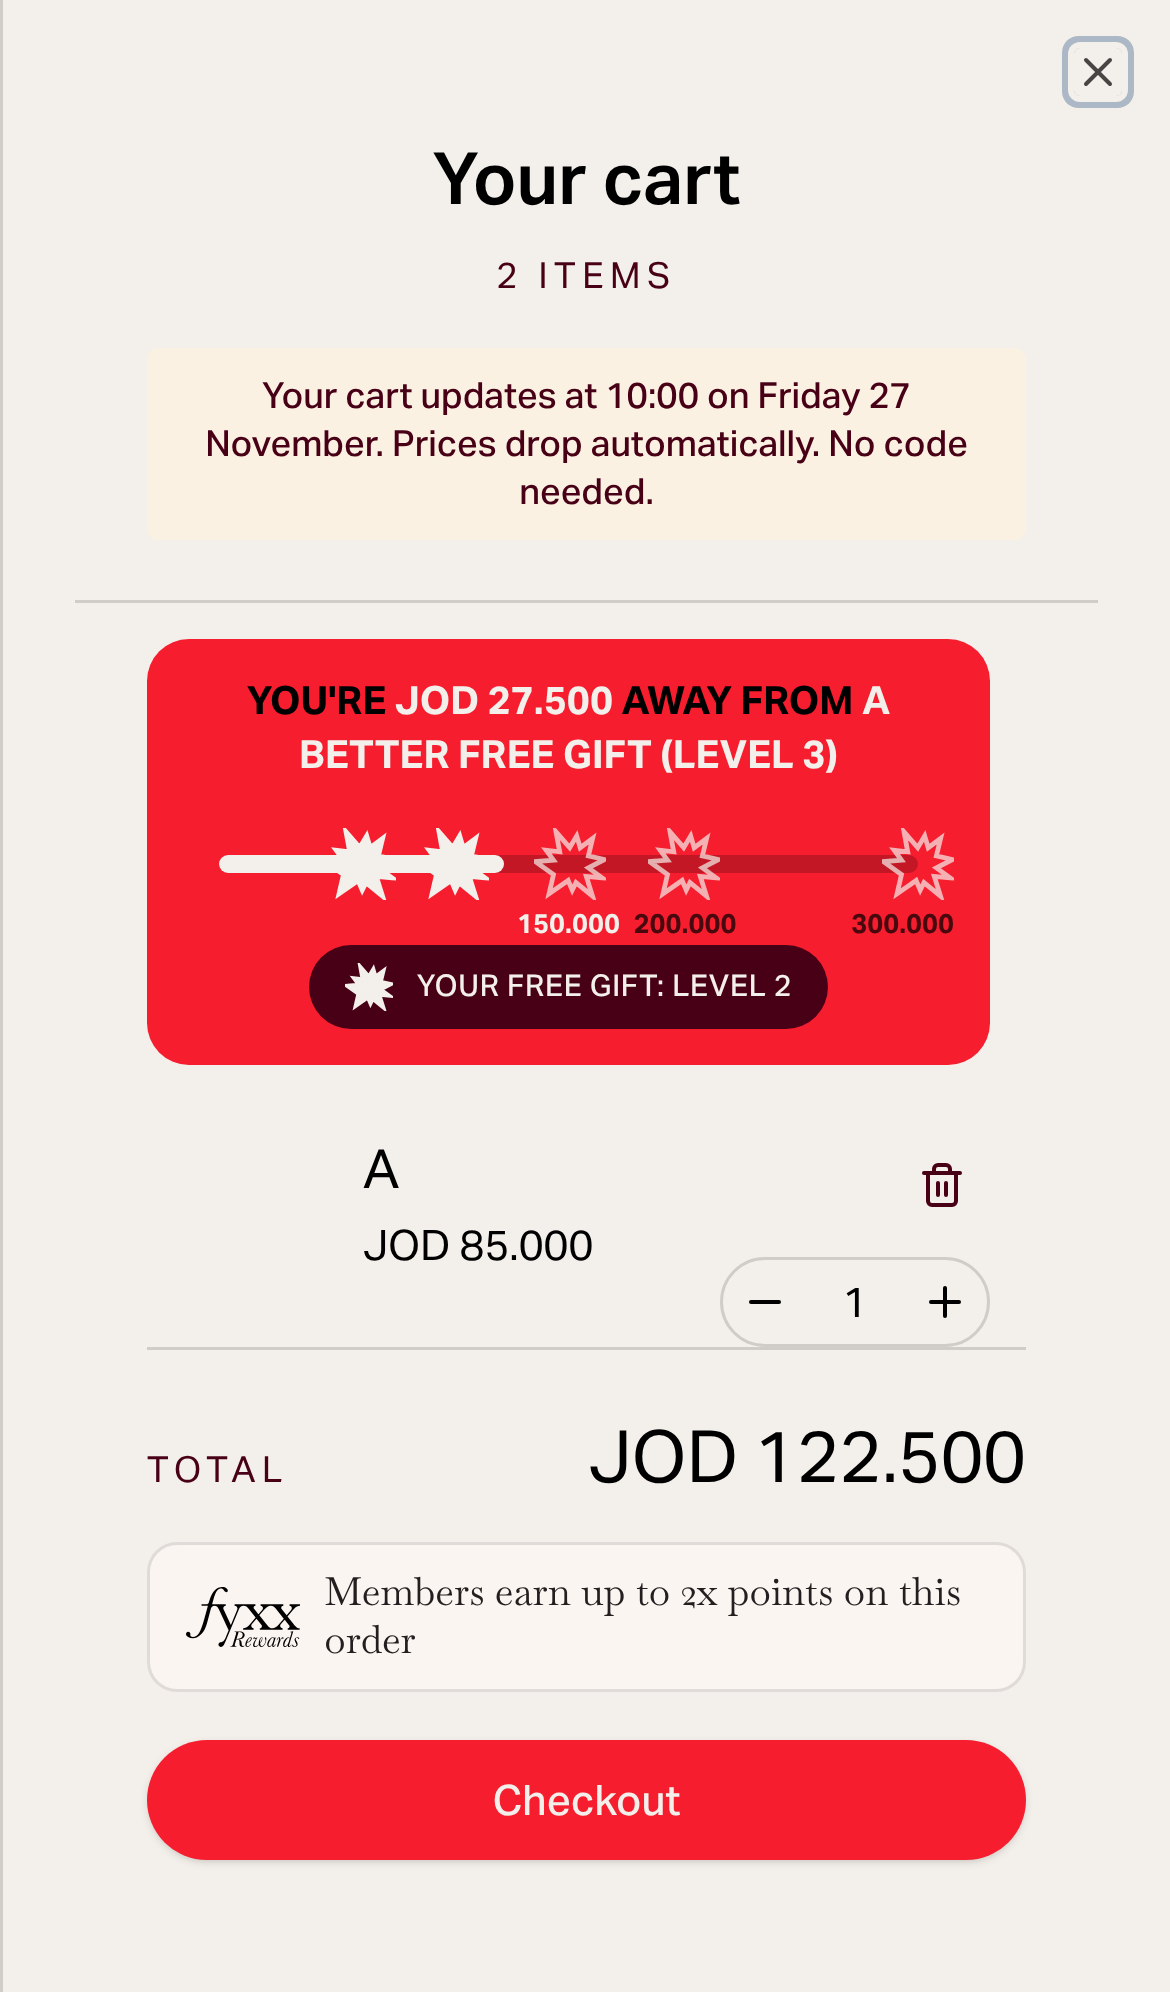 Your cart
2 ITEMS
Your cart updates at 10:00 on Friday 27
November. Prices drop automatically. No code
needed.
YOU'RE JOD 27.500 AWAY FROM A
BETTER FREE GIFT (LEVEL 3)
150.000 200.000 300.000
YOUR FREE GIFT: LEVEL 2
A
JOD 85.000
1
TOTAL JOD 122.500
fyxx Rewards
Members earn up to 2x points on this
order
Checkout